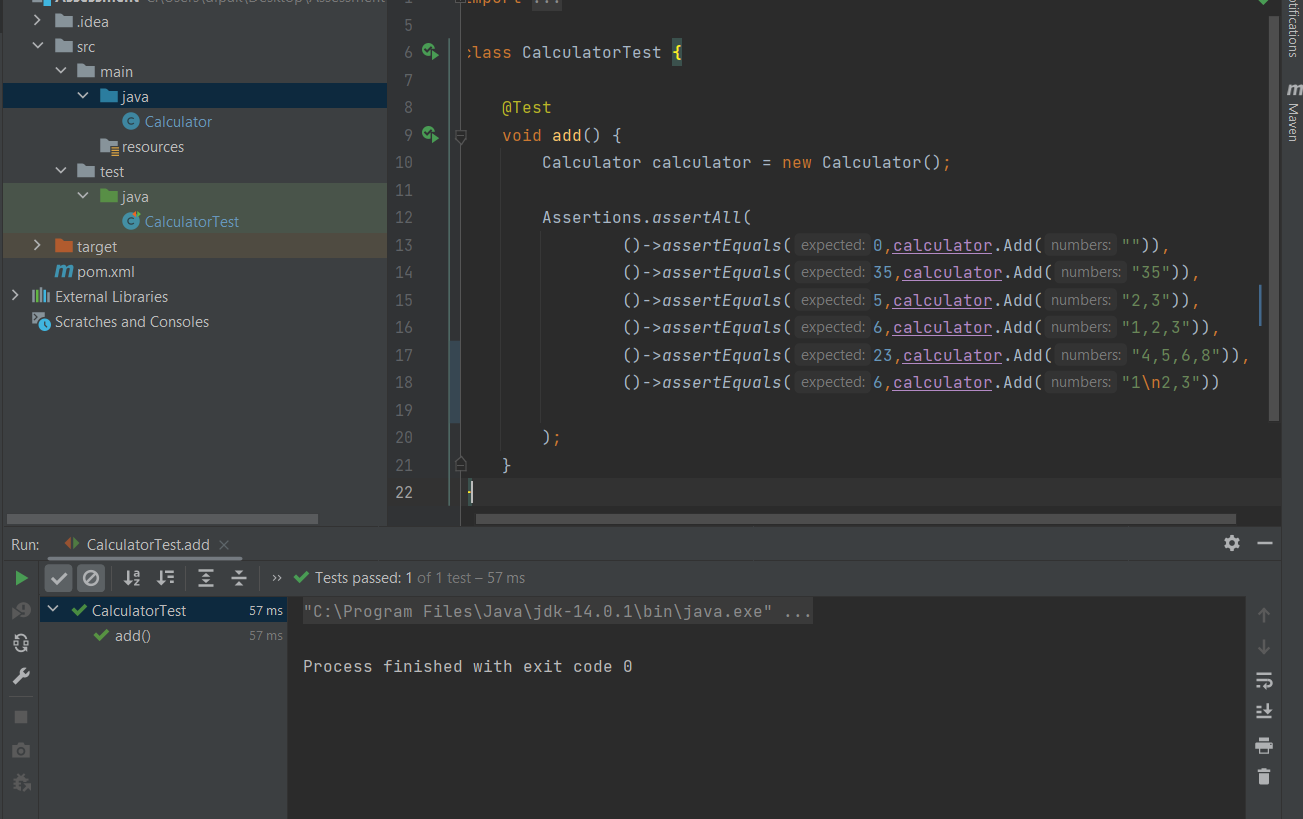 .idea
src
main
java
Calculator
resources
test
java
CalculatorTest
target
pom.xml
External Libraries
Scratches and Consoles
...
5
6 class CalculatorTest {
7
8 @Test
9 void add() {
10 Calculator calculator = new Calculator();
11
12 Assertions.assertAll(
13 ()->assertEquals( expected: 0,calculator.Add( numbers: "")),
14 ()->assertEquals( expected: 35,calculator.Add( numbers: "35")),
15 ()->assertEquals( expected: 5,calculator.Add( numbers: "2,3")),
16 ()->assertEquals( expected: 6,calculator.Add( numbers: "1,2,3")),
17 ()->assertEquals( expected: 23,calculator.Add( numbers: "4,5,6,8")),
18 ()->assertEquals( expected: 6,calculator.Add( numbers: "1\n2,3"))
19
20 );
21 }
22 }
m Maven
Run: CalculatorTest.add
Tests passed: 1 of 1 test – 57 ms
CalculatorTest 57 ms
add() 57 ms
"C:\Program Files\Java\jdk-14.0.1\bin\java.exe" ...
Process finished with exit code 0